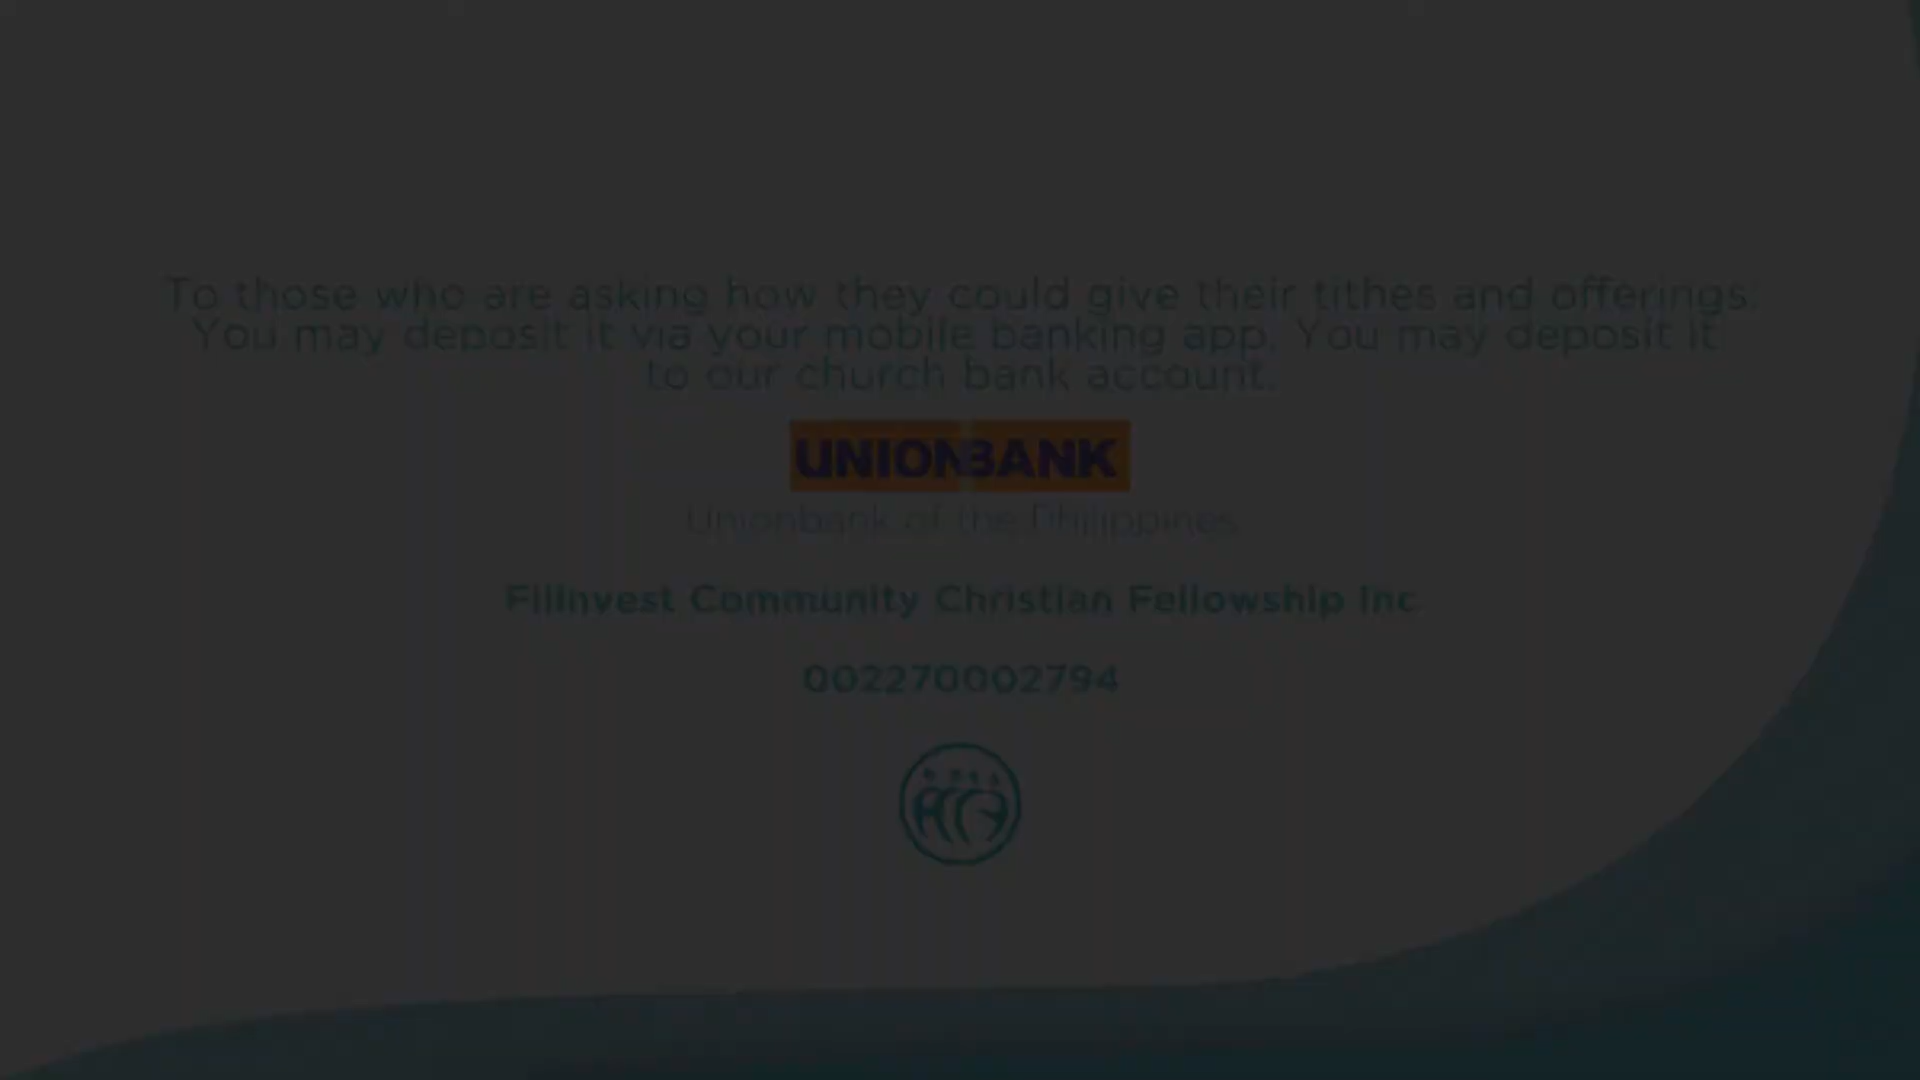 To those who are asking how they could give their tithes and offerings:
You may deposit it via your mobile banking app. You may deposit it
to our church bank account.
UNIONBANK
Unionbank of the Philippines
Filinvest Community Christian Fellowship Inc
002270002794
FCCF